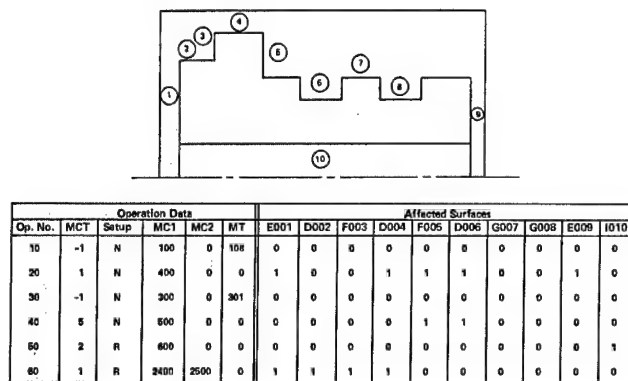 4
3
2
5
7
6
8
1
9
10
Operation Data Affected Surfaces
Op. No. MCT Setup MC1 MC2 MT E001 D002 F003 D004 F005 D006 G007 G008 E009 I010
10 -1 N 100 0 108 0 0 0 0 0 0 0 0 0 0
20 1 N 400 0 0 1 0 0 1 1 1 0 0 1 0
30 -1 N 300 0 301 0 0 0 0 0 0 0 0 0 0
40 5 N 500 0 0 0 0 0 0 1 1 0 0 0 0
50 2 R 600 0 0 0 0 0 0 0 0 0 0 0 1
60 1 R 2400 2500 0 1 1 1 1 0 0 0 0 0 0